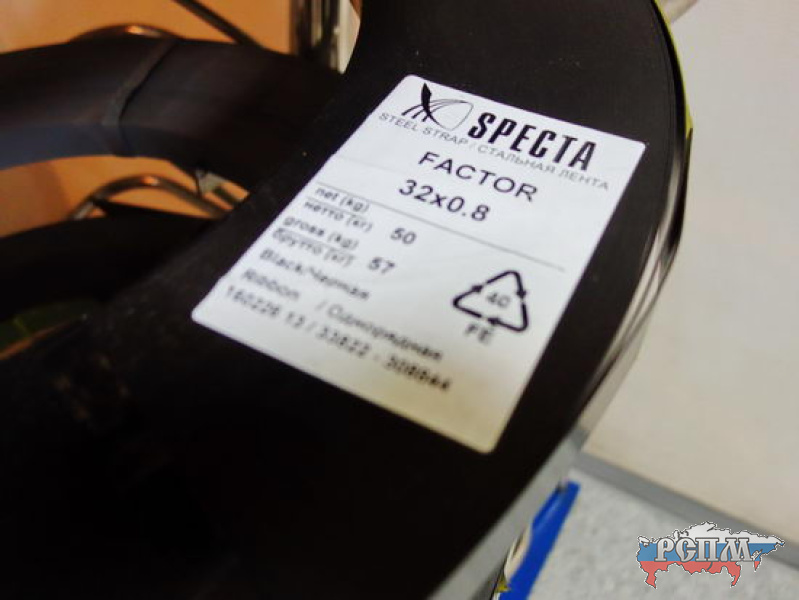 SPECTA
STEEL STRAP / СТАЛЬНАЯ ЛЕНТА
FACTOR
32x0.8
net (kg)
нетто (кг) 50
gross (kg)
брутто (кг) 57
Black/Черная
Ribbon / Однорядная
160226 13 / 33822 - 308844
40
FE
РСПМ